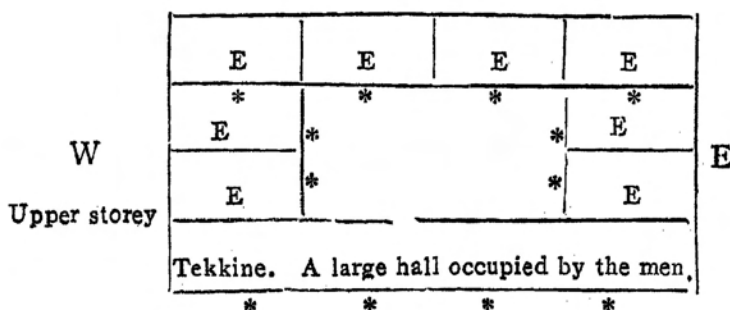 E E E E
* * * *
E * * E
W E
E * * E
Upper storey
Tekkine. A large hall occupied by the men.
* * * *